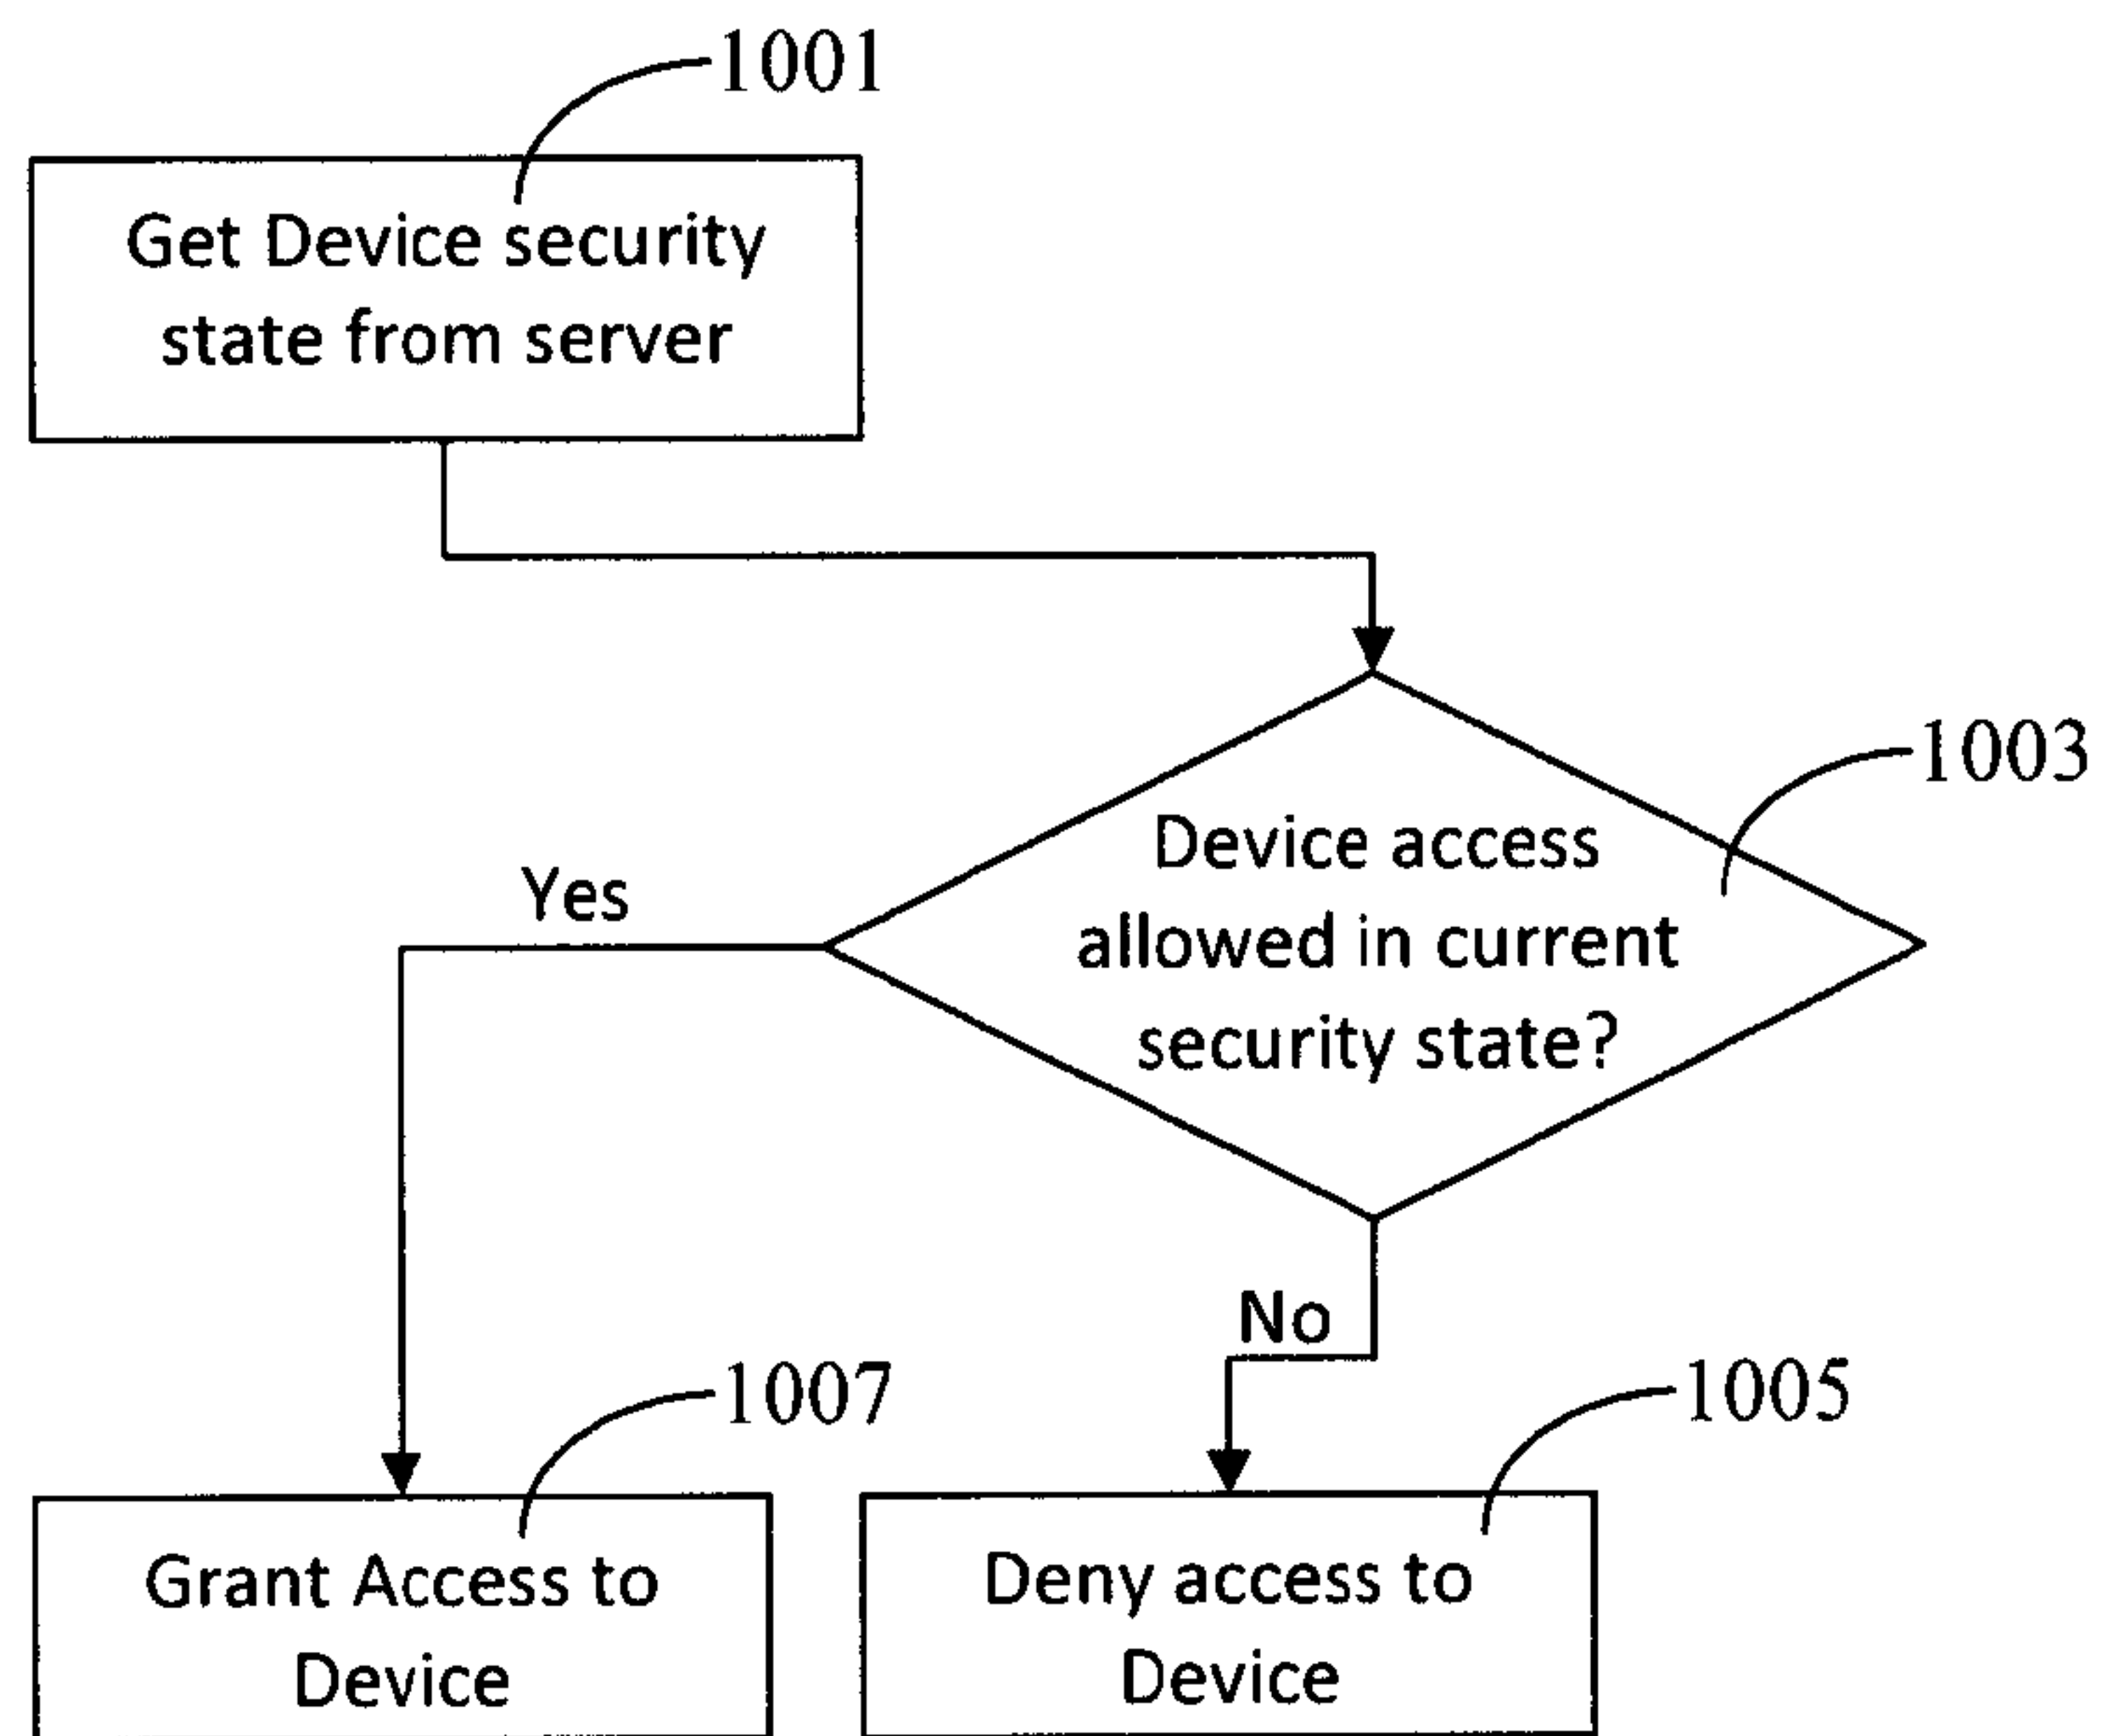 1001
Get Device security
state from server
1003
Device access
allowed in current
security state?
Yes
No
1007
Grant Access to
Device
1005
Deny access to
Device